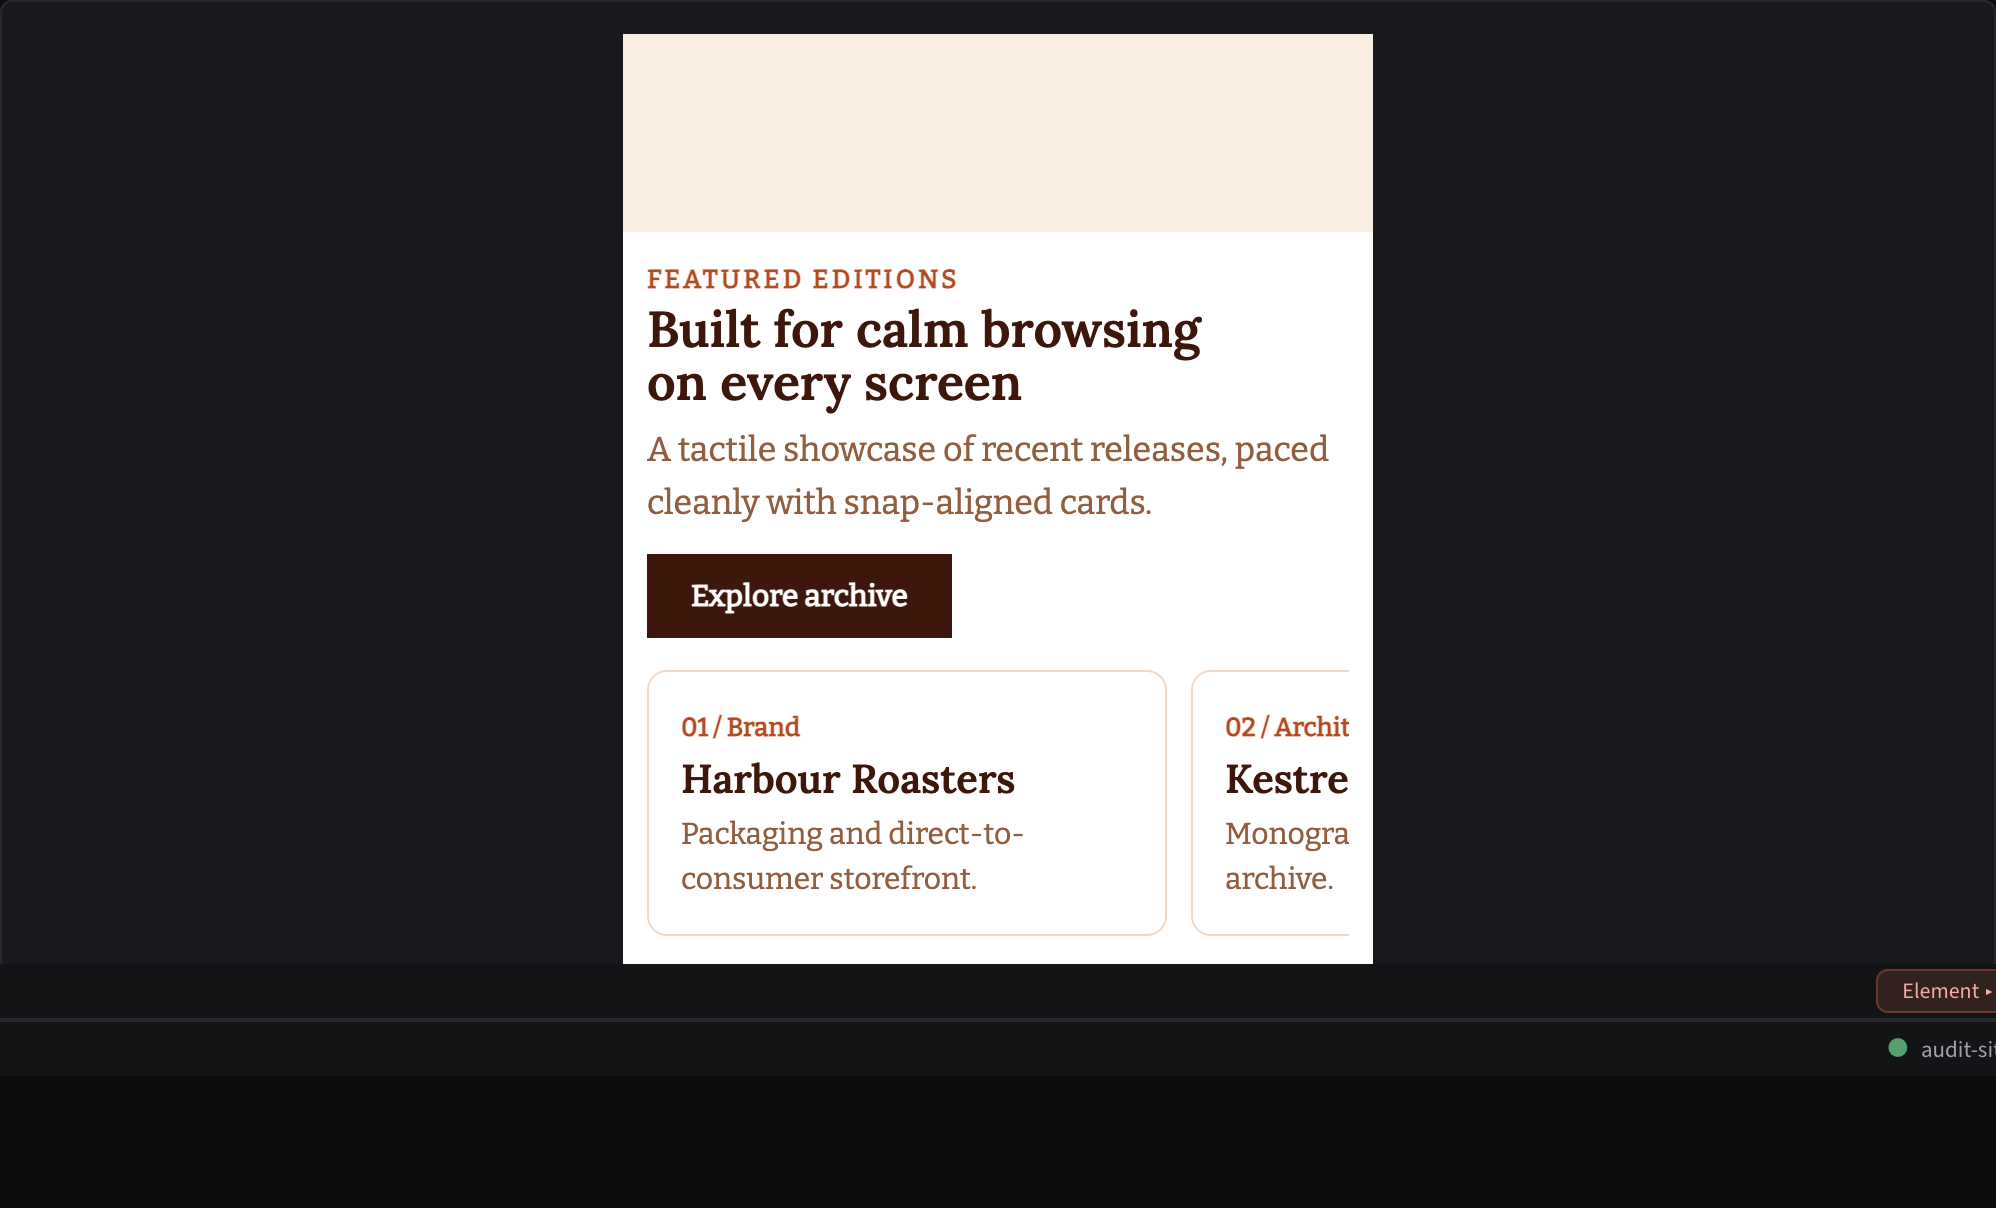 FEATURED EDITIONS
Built for calm browsing
on every screen
A tactile showcase of recent releases, paced
cleanly with snap-aligned cards.
Explore archive
01 / Brand
Harbour Roasters
Packaging and direct-to-
consumer storefront.
02 / Archit
Kestre
Monogra
archive.
Element ▸
audit-sit